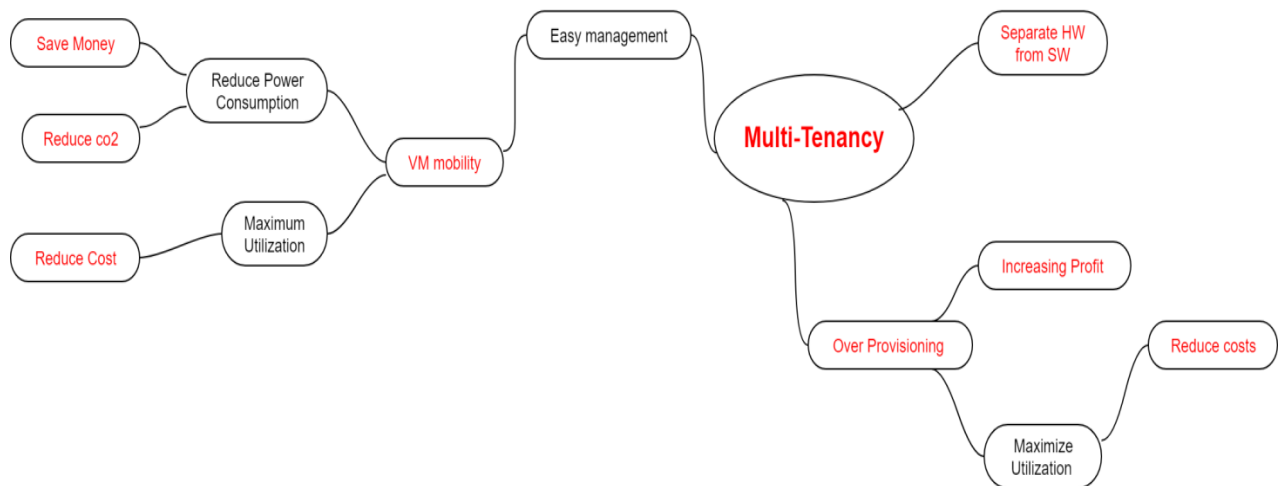 Save Money
Reduce Power
Consumption
Reduce co2
VM mobility
Maximum
Utilization
Reduce Cost
Easy management
Multi-Tenancy
Separate HW
from SW
Increasing Profit
Over Provisioning
Reduce costs
Maximize
Utilization